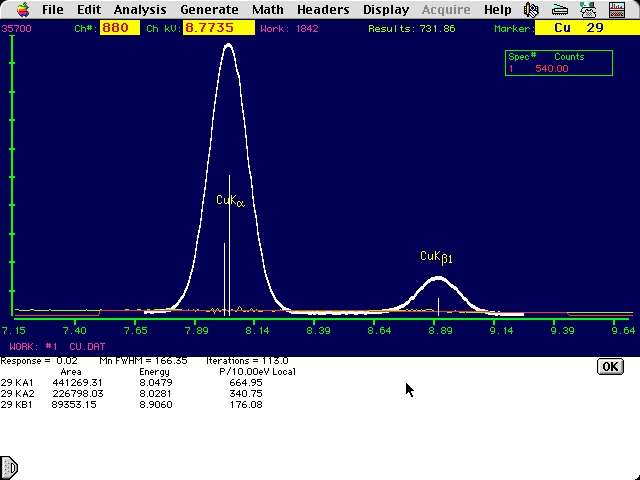 File Edit Analysis Generate Math Headers Display Acquire Help
35700 Ch#: 880 Ch kV: 8.7735 Work: 1842 Results: 731.86 Marker: Cu 29
Spec# Counts
1 540.00
CuKα
CuKβ1
7.15 7.40 7.65 7.89 8.14 8.39 8.64 8.89 9.14 9.39 9.64
WORK: #1 CU.DAT
Response = 0.02 Mn FWHM = 166.35 Iterations = 113.0
Area Energy P/10.00eV Local
OK
29 KA1 441269.31 8.0479 664.95
29 KA2 226798.03 8.0281 340.75
29 KB1 89353.15 8.9060 176.08
D